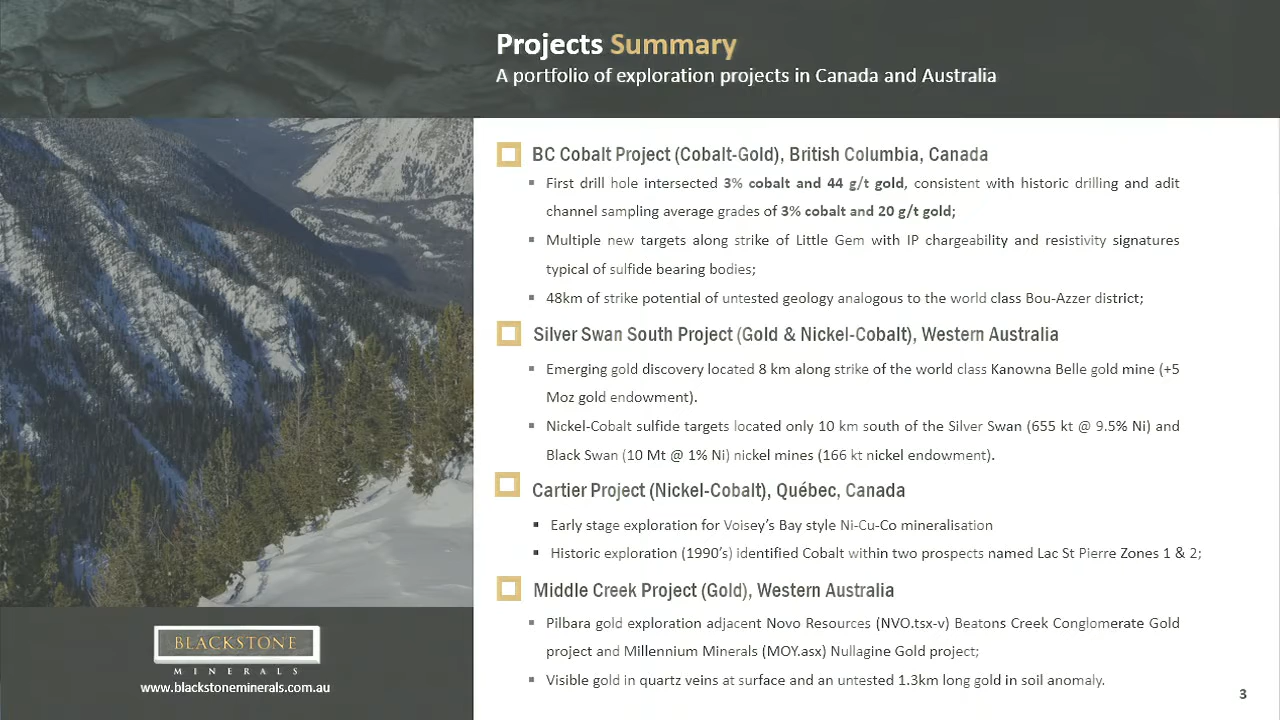 Projects Summary
A portfolio of exploration projects in Canada and Australia
BC Cobalt Project (Cobalt-Gold), British Columbia, Canada
▪ First drill hole intersected 3% cobalt and 44 g/t gold, consistent with historic drilling and adit
channel sampling average grades of 3% cobalt and 20 g/t gold;
▪ Multiple new targets along strike of Little Gem with IP chargeability and resistivity signatures
typical of sulfide bearing bodies;
▪ 48km of strike potential of untested geology analogous to the world class Bou-Azzer district;
Silver Swan South Project (Gold & Nickel-Cobalt), Western Australia
▪ Emerging gold discovery located 8 km along strike of the world class Kanowna Belle gold mine (+5
Moz gold endowment).
▪ Nickel-Cobalt sulfide targets located only 10 km south of the Silver Swan (655 kt @ 9.5% Ni) and
Black Swan (10 Mt @ 1% Ni) nickel mines (166 kt nickel endowment).
Cartier Project (Nickel-Cobalt), Québec, Canada
▪ Early stage exploration for Voisey's Bay style Ni-Cu-Co mineralisation
▪ Historic exploration (1990's) identified Cobalt within two prospects named Lac St Pierre Zones 1 & 2;
Middle Creek Project (Gold), Western Australia
▪ Pilbara gold exploration adjacent Novo Resources (NVO.tsx-v) Beatons Creek Conglomerate Gold
project and Millennium Minerals (MOY.asx) Nullagine Gold project;
▪ Visible gold in quartz veins at surface and an untested 1.3km long gold in soil anomaly.
BLACKSTONE
MINERALS
www.blackstoneminerals.com.au
3